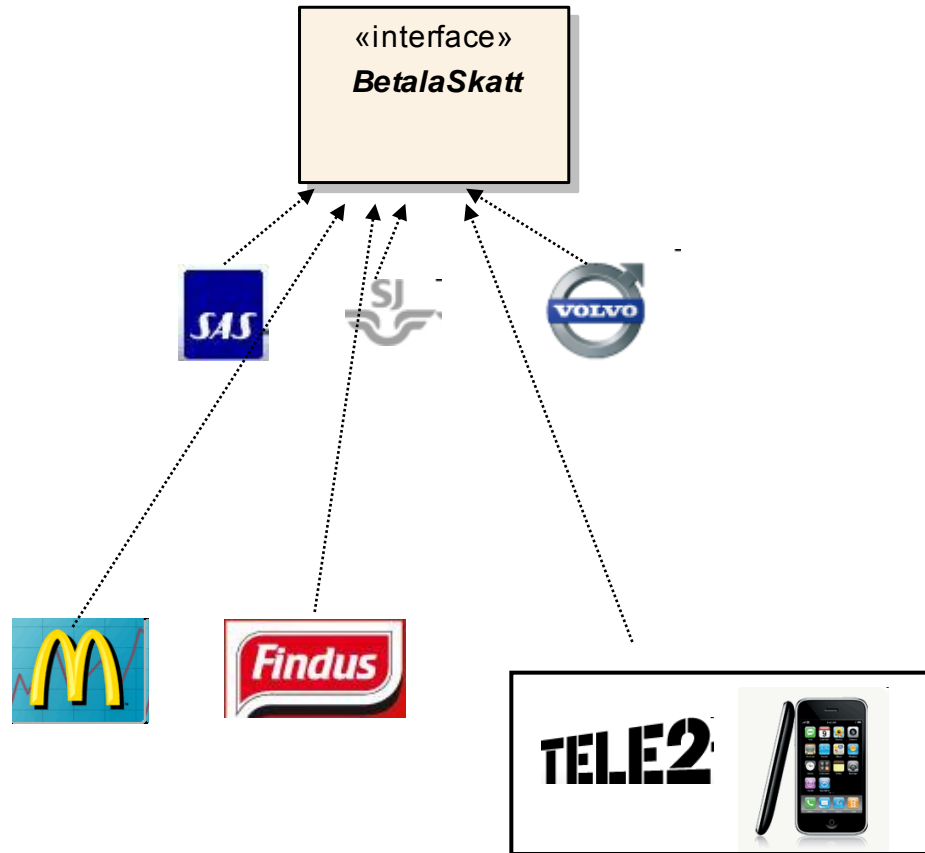 «interface»
BetalaSkatt
SAS
SJ
VOLVO
M
Findus
TELE2